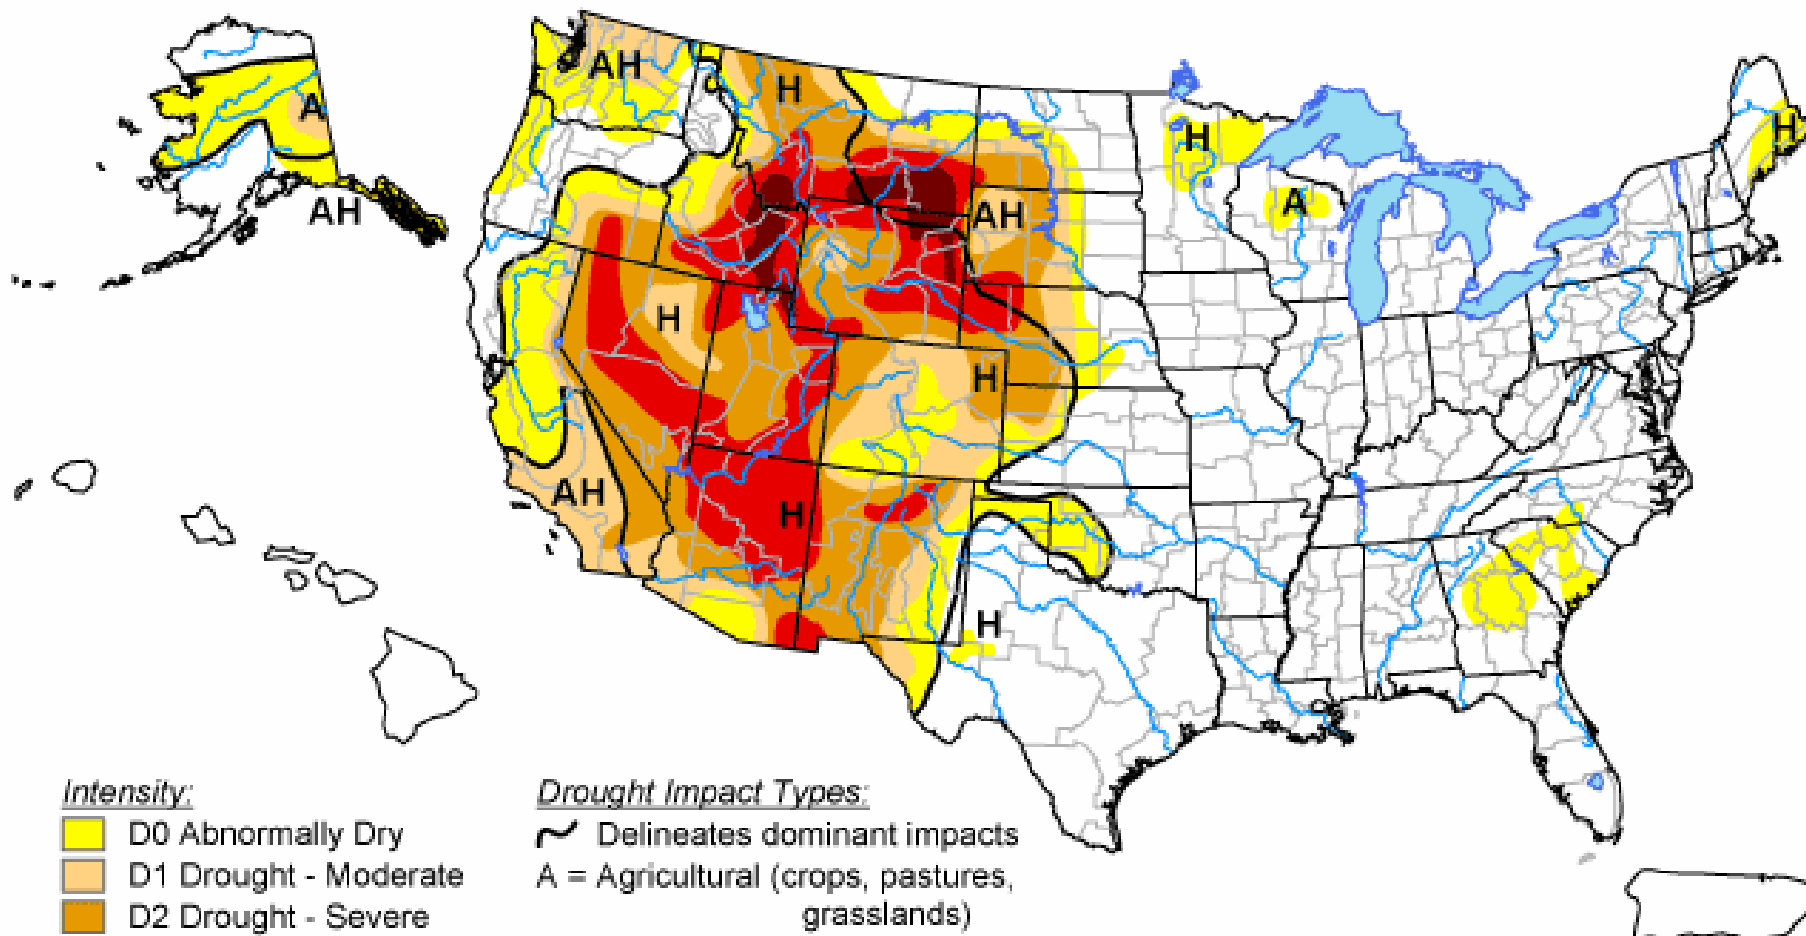 AH
H
A
H
H
AH
A
AH
H
H
AH
H
H
Intensity:
D0 Abnormally Dry
D1 Drought - Moderate
D2 Drought - Severe
Drought Impact Types:
Delineates dominant impacts
A = Agricultural (crops, pastures,
grasslands)